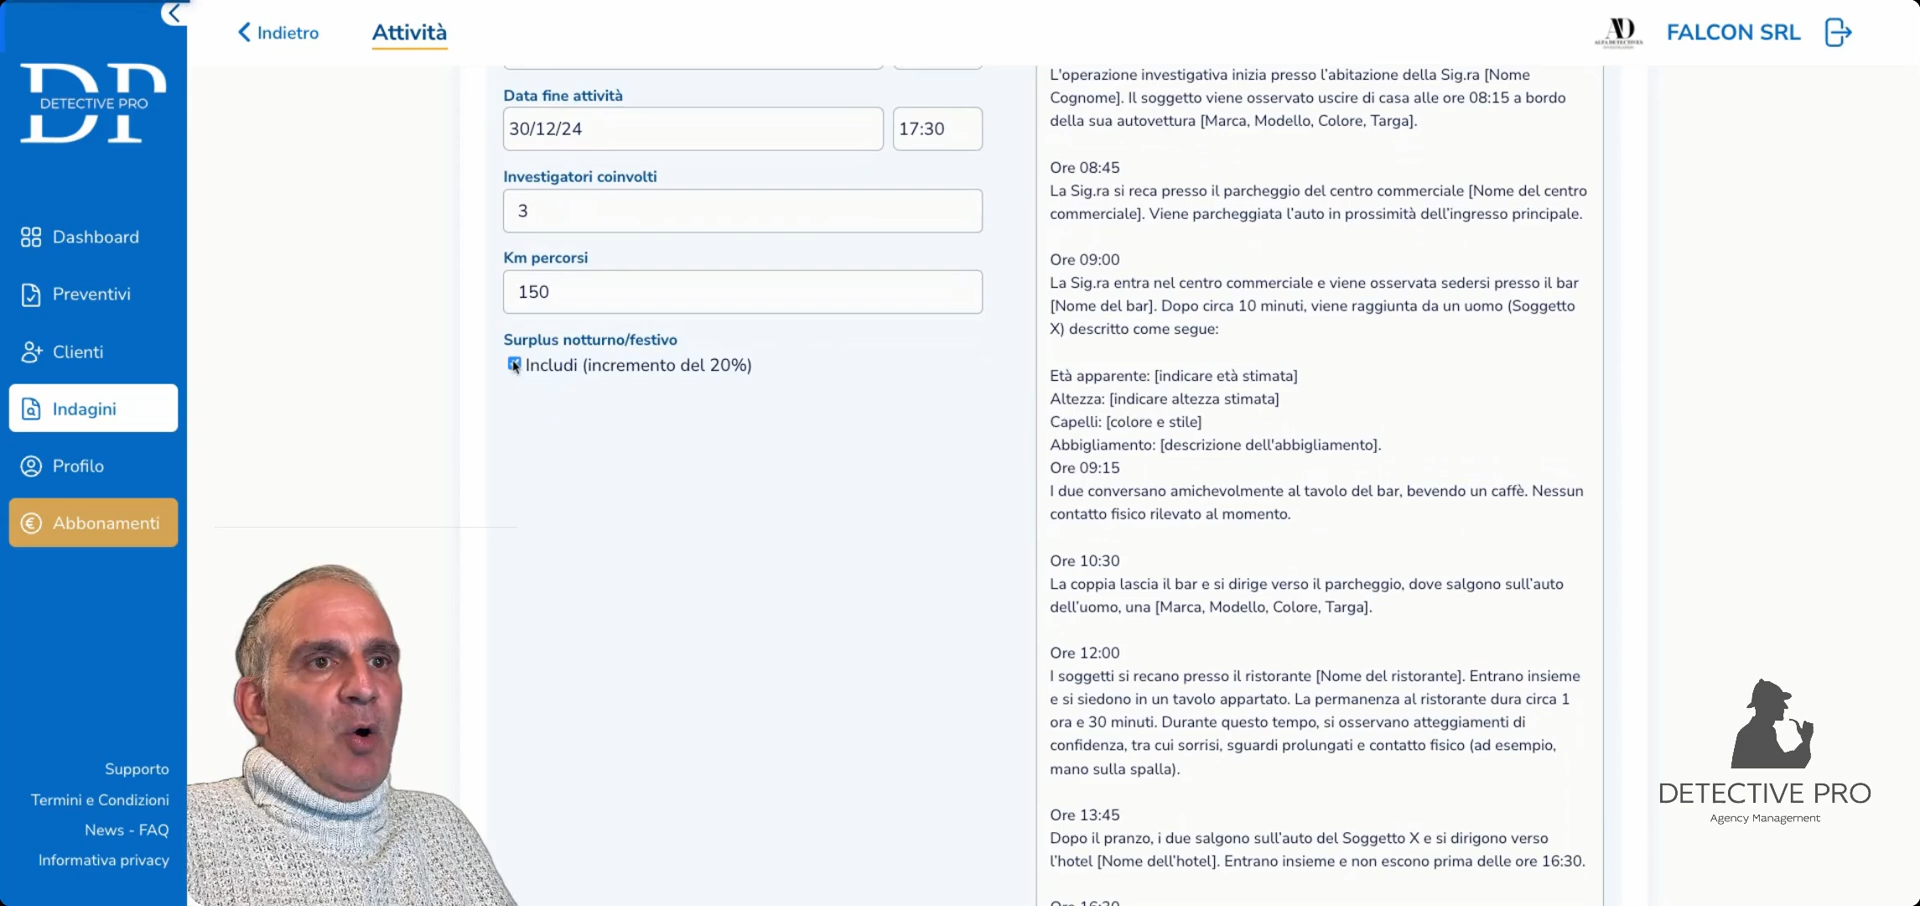 Indietro
Attività
ALFA DETECTIVES
FALCON SRL
DP
DETECTIVE PRO
Dashboard
Preventivi
Clienti
Indagini
Profilo
Abbonamenti
Supporto
Termini e Condizioni
News - FAQ
Informativa privacy
Data fine attività
30/12/24
17:30
Investigatori coinvolti
3
Km percorsi
150
Surplus notturno/festivo
Includi (incremento del 20%)
L'operazione investigativa inizia presso l'abitazione della Sig.ra [Nome
Cognome]. Il soggetto viene osservato uscire di casa alle ore 08:15 a bordo
della sua autovettura [Marca, Modello, Colore, Targa].
Ore 08:45
La Sig.ra si reca presso il parcheggio del centro commerciale [Nome del centro
commerciale]. Viene parcheggiata l'auto in prossimità dell'ingresso principale.
Ore 09:00
La Sig.ra entra nel centro commerciale e viene osservata sedersi presso il bar
[Nome del bar]. Dopo circa 10 minuti, viene raggiunta da un uomo (Soggetto
X) descritto come segue:
Età apparente: [indicare età stimata]
Altezza: [indicare altezza stimata]
Capelli: [colore e stile]
Abbigliamento: [descrizione dell'abbigliamento].
Ore 09:15
I due conversano amichevolmente al tavolo del bar, bevendo un caffè. Nessun
contatto fisico rilevato al momento.
Ore 10:30
La coppia lascia il bar e si dirige verso il parcheggio, dove salgono sull'auto
dell'uomo, una [Marca, Modello, Colore, Targa].
Ore 12:00
I soggetti si recano presso il ristorante [Nome del ristorante]. Entrano insieme
e si siedono in un tavolo appartato. La permanenza al ristorante dura circa 1
ora e 30 minuti. Durante questo tempo, si osservano atteggiamenti di
confidenza, tra cui sorrisi, sguardi prolungati e contatto fisico (ad esempio,
mano sulla spalla).
Ore 13:45
Dopo il pranzo, i due salgono sull'auto del Soggetto X e si dirigono verso
l'hotel [Nome dell'hotel]. Entrano insieme e non escono prima delle ore 16:30.
Ore 16:30
DETECTIVE PRO
Agency Management